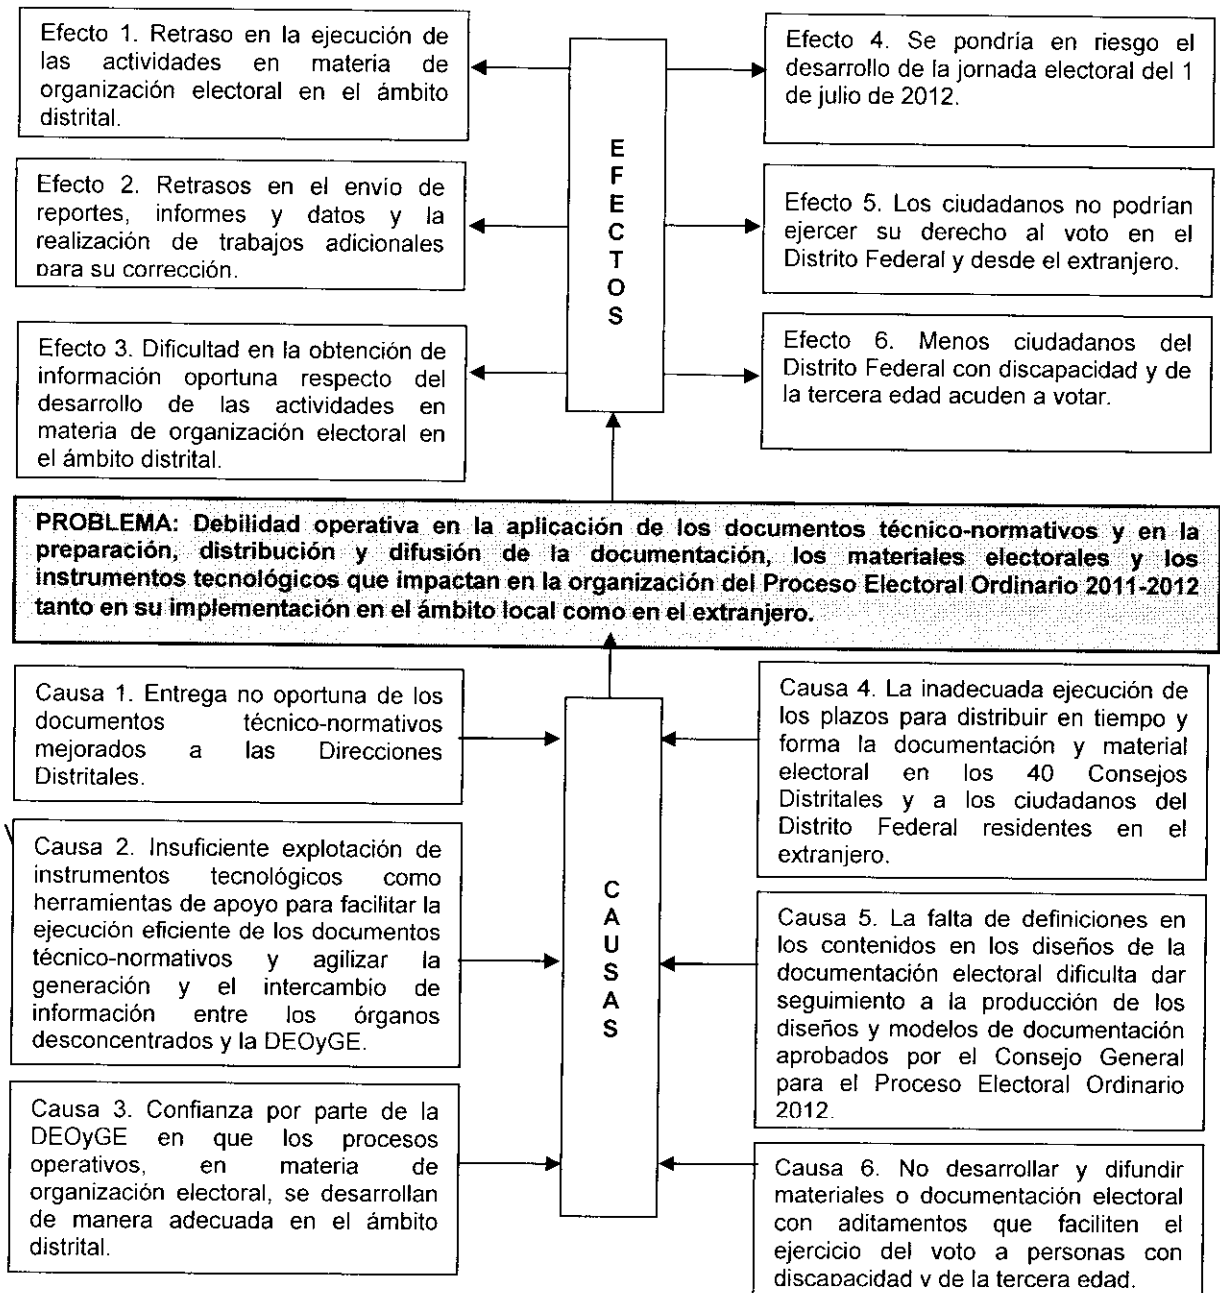 Efecto 1. Retraso en la ejecución de
las actividades en materia de
organización electoral en el ámbito
distrital.
Efecto 2. Retrasos en el envío de
reportes, informes y datos y la
realización de trabajos adicionales
para su corrección.
Efecto 3. Dificultad en la obtención de
información oportuna respecto del
desarrollo de las actividades en
materia de organización electoral en
el ámbito distrital.
E
F
E
C
T
O
S
Efecto 4. Se pondría en riesgo el
desarrollo de la jornada electoral del 1
de julio de 2012.
Efecto 5. Los ciudadanos no podrían
ejercer su derecho al voto en el
Distrito Federal y desde el extranjero.
Efecto 6. Menos ciudadanos del
Distrito Federal con discapacidad y de
la tercera edad acuden a votar.
PROBLEMA: Debilidad operativa en la aplicación de los documentos técnico-normativos y en la
preparación, distribución y difusión de la documentación, los materiales electorales y los
instrumentos tecnológicos que impactan en la organización del Proceso Electoral Ordinario 2011-2012
tanto en su implementación en el ámbito local como en el extranjero.
Causa 1. Entrega no oportuna de los
documentos técnico-normativos
mejorados a las Direcciones
Distritales.
Causa 2. Insuficiente explotación de
instrumentos tecnológicos como
herramientas de apoyo para facilitar la
ejecución eficiente de los documentos
técnico-normativos y agilizar la
generación y el intercambio de
información entre los órganos
desconcentrados y la DEOyGE.
Causa 3. Confianza por parte de la
DEOyGE en que los procesos
operativos, en materia de
organización electoral, se desarrollan
de manera adecuada en el ámbito
distrital.
C
A
U
S
A
S
Causa 4. La inadecuada ejecución de
los plazos para distribuir en tiempo y
forma la documentación y material
electoral en los 40 Consejos
Distritales y a los ciudadanos del
Distrito Federal residentes en el
extranjero.
Causa 5. La falta de definiciones en
los contenidos en los diseños de la
documentación electoral dificulta dar
seguimiento a la producción de los
diseños y modelos de documentación
aprobados por el Consejo General
para el Proceso Electoral Ordinario
2012.
Causa 6. No desarrollar y difundir
materiales o documentación electoral
con aditamentos que faciliten el
ejercicio del voto a personas con
discapacidad y de la tercera edad.